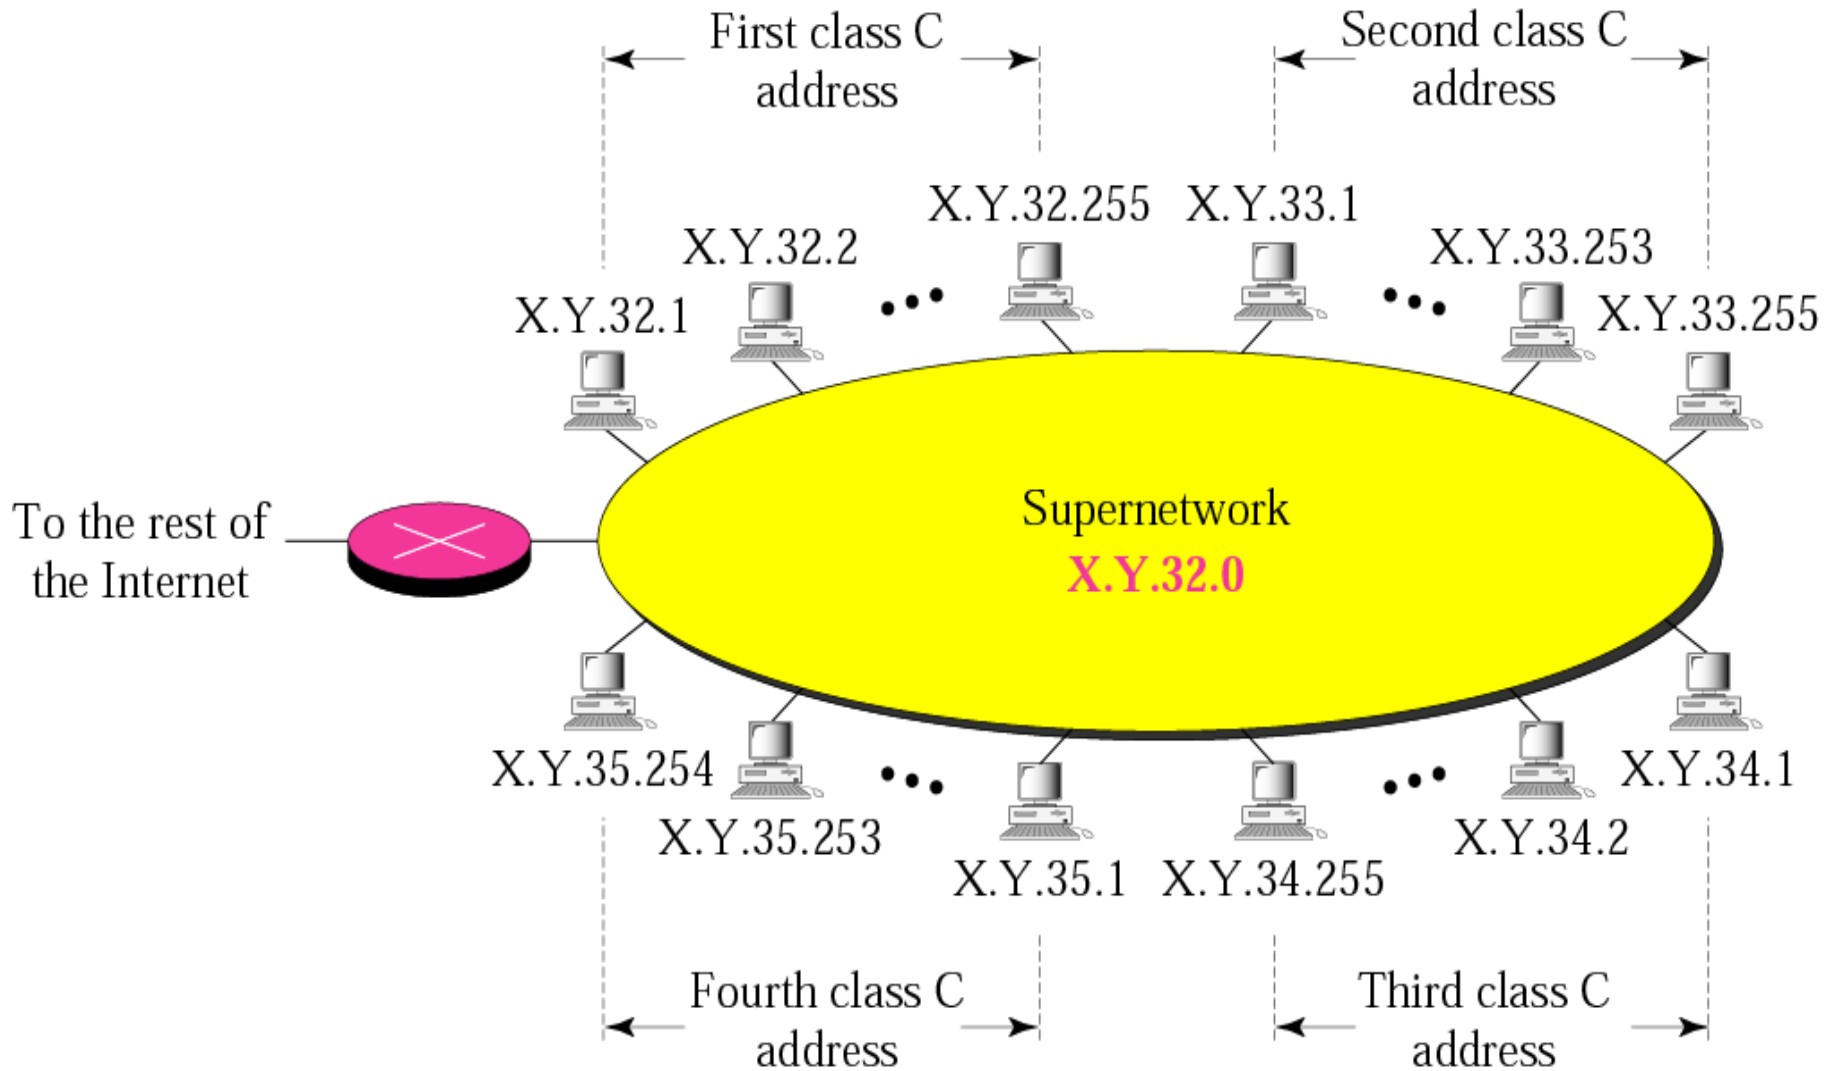 First class C
address
Second class C
address
X.Y.32.255
X.Y.33.1
X.Y.32.2
X.Y.33.253
X.Y.32.1
X.Y.33.255
To the rest of
the Internet
Supernetwork
X.Y.32.0
X.Y.35.254
X.Y.34.1
X.Y.35.253
X.Y.34.2
X.Y.35.1
X.Y.34.255
Fourth class C
address
Third class C
address